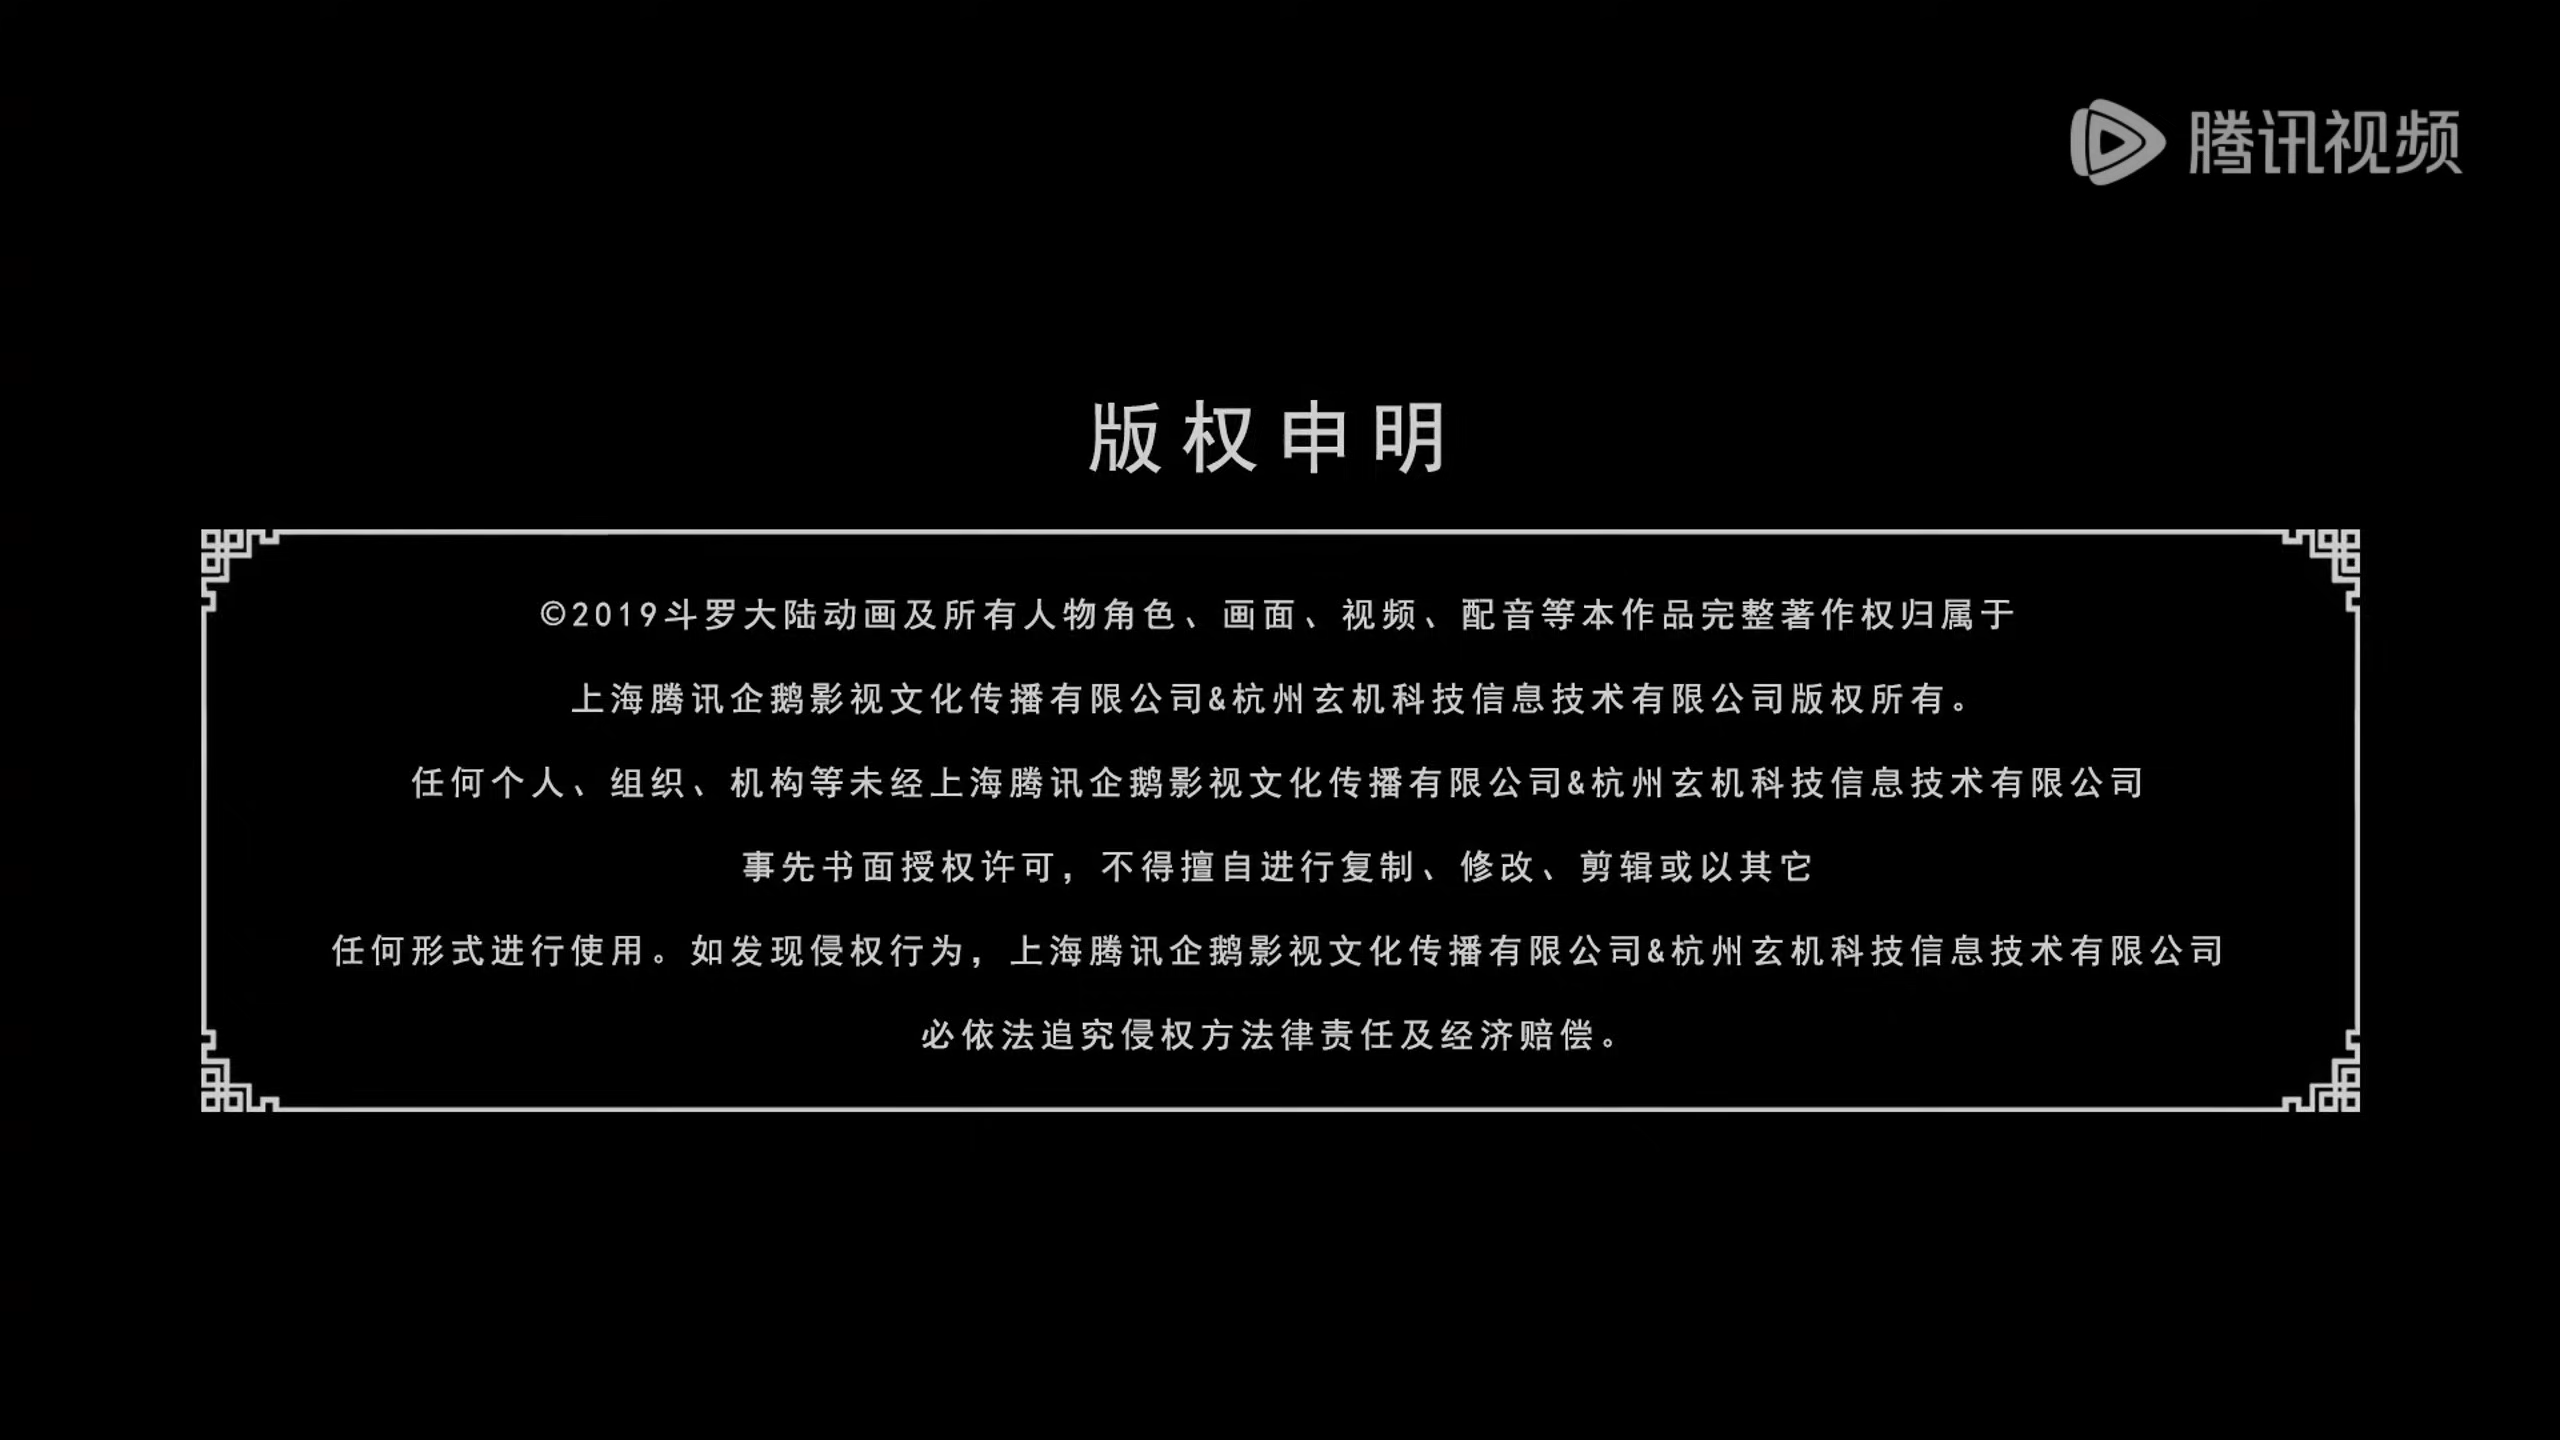 腾讯视频
版权申明
©2019斗罗大陆动画及所有人物角色、画面、视频、配音等本作品完整著作权归属于
上海腾讯企鹅影视文化传播有限公司&杭州玄机科技信息技术有限公司版权所有。
任何个人、组织、机构等未经上海腾讯企鹅影视文化传播有限公司&杭州玄机科技信息技术有限公司
事先书面授权许可，不得擅自进行复制、修改、剪辑或以其它
任何形式进行使用。如发现侵权行为，上海腾讯企鹅影视文化传播有限公司&杭州玄机科技信息技术有限公司
必依法追究侵权方法律责任及经济赔偿。